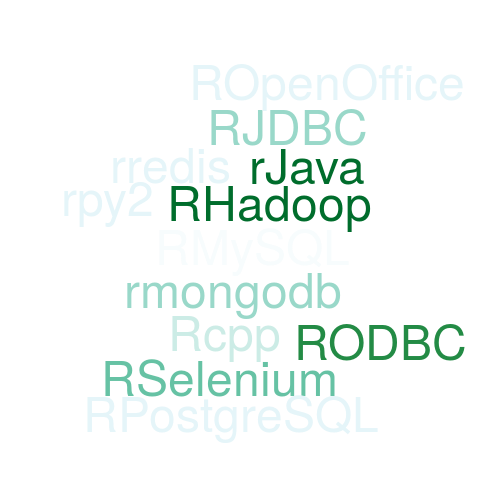 ROpenOffice
RJDBC
rredis rJava
rpy2 RHadoop
RMySQL
rmongodb
Rcpp RODBC
RSelenium
RPostgreSQL